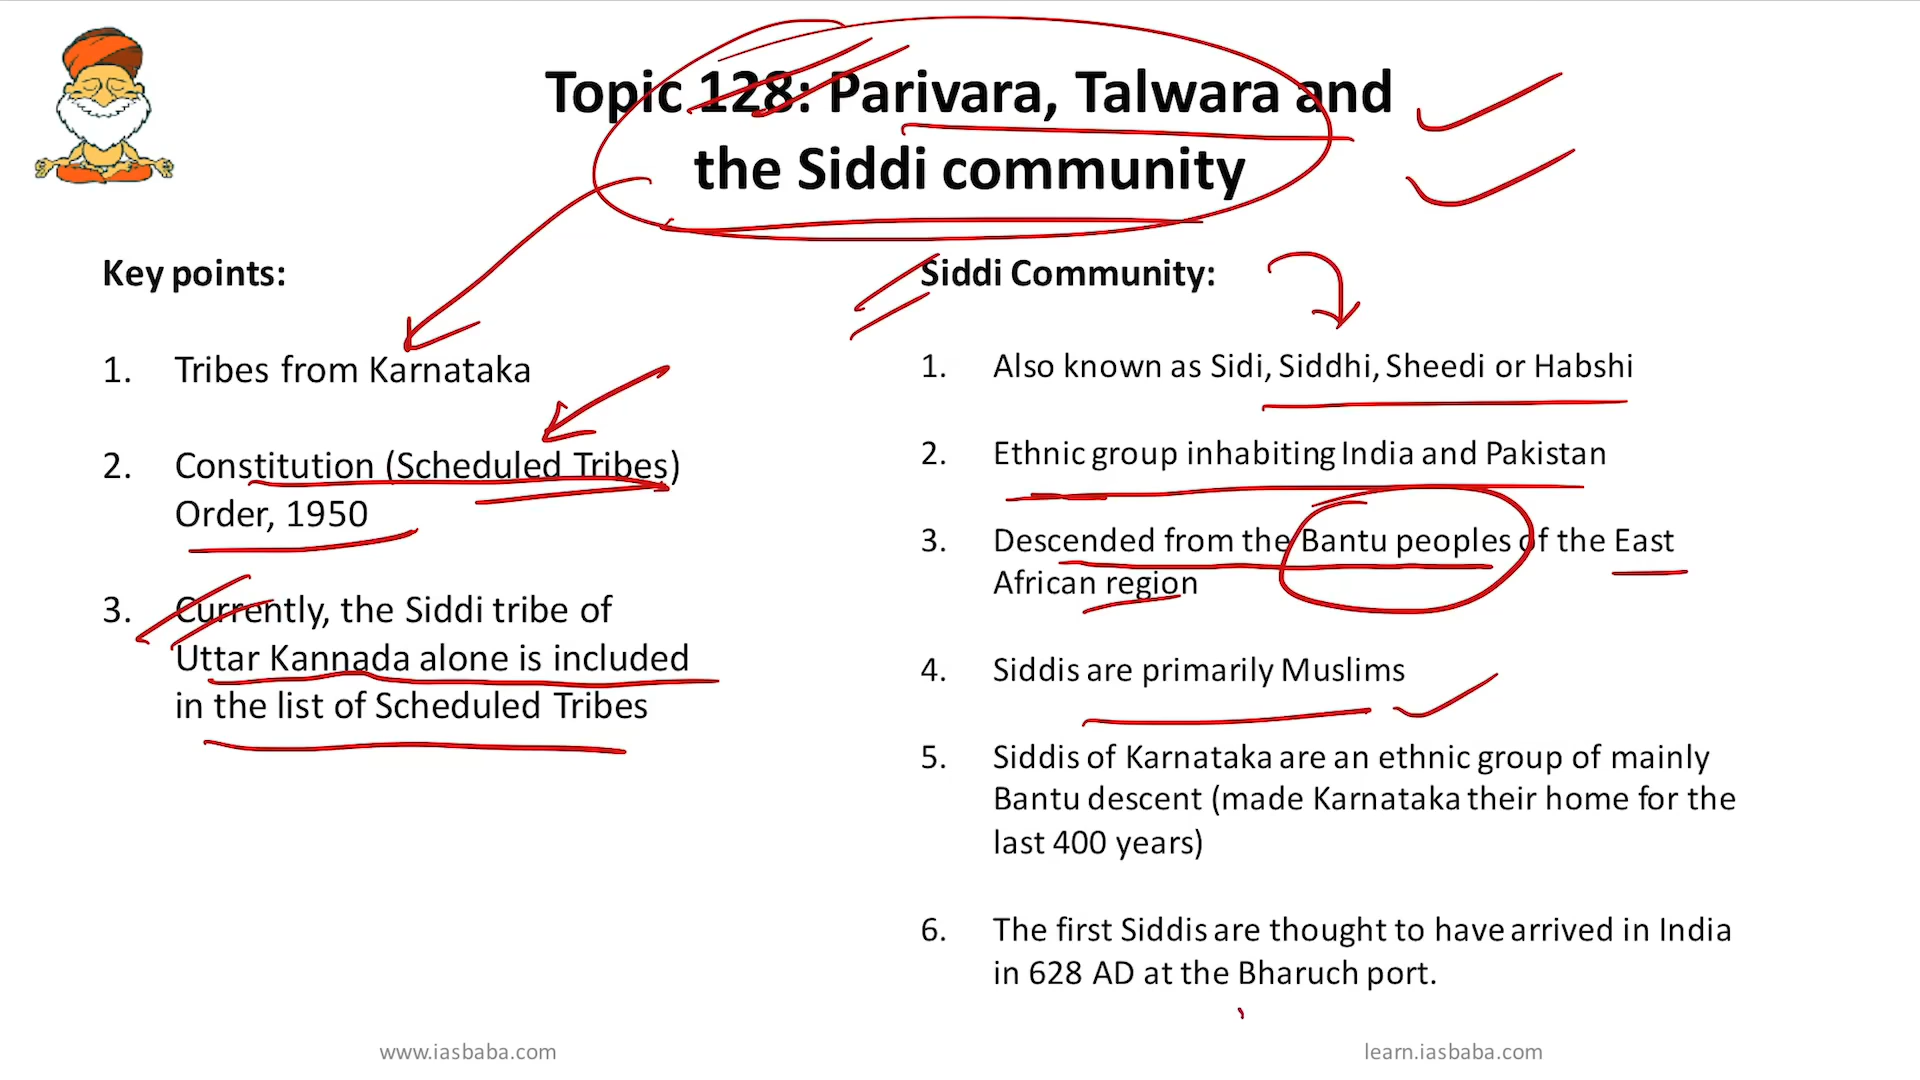 Topic 128: Parivara, Talwara and
the Siddi community
Key points:
1. Tribes from Karnataka
2. Constitution (Scheduled Tribes)
Order, 1950
3. Currently, the Siddi tribe of
Uttar Kannada alone is included
in the list of Scheduled Tribes
Siddi Community:
1. Also known as Sidi, Siddhi, Sheedi or Habshi
2. Ethnic group inhabiting India and Pakistan
3. Descended from the Bantu peoples of the East
African region
4. Siddis are primarily Muslims
5. Siddis of Karnataka are an ethnic group of mainly
Bantu descent (made Karnataka their home for the
last 400 years)
6. The first Siddis are thought to have arrived in India
in 628 AD at the Bharuch port.
www.iasbaba.com
learn.iasbaba.com